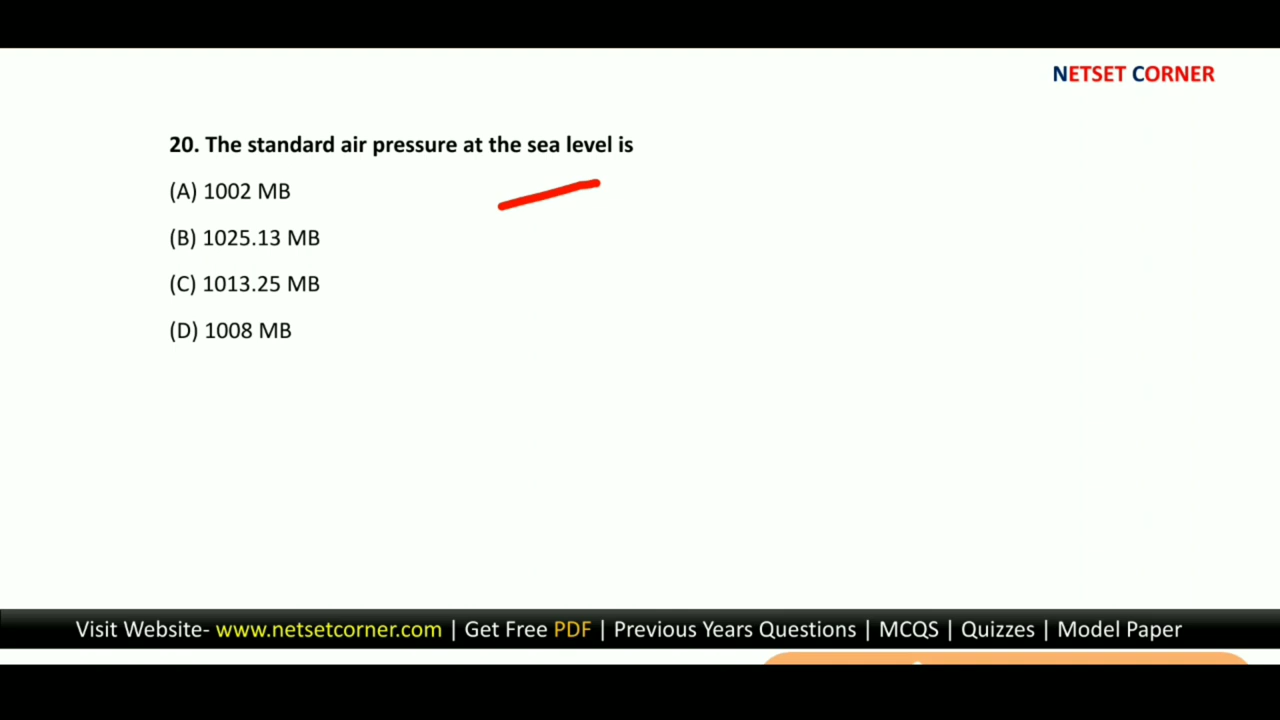 NETSET CORNER
20. The standard air pressure at the sea level is
(A) 1002 MB
(B) 1025.13 MB
(C) 1013.25 MB
(D) 1008 MB
Visit Website- www.netsetcorner.com | Get Free PDF | Previous Years Questions | MCQS | Quizzes | Model Paper